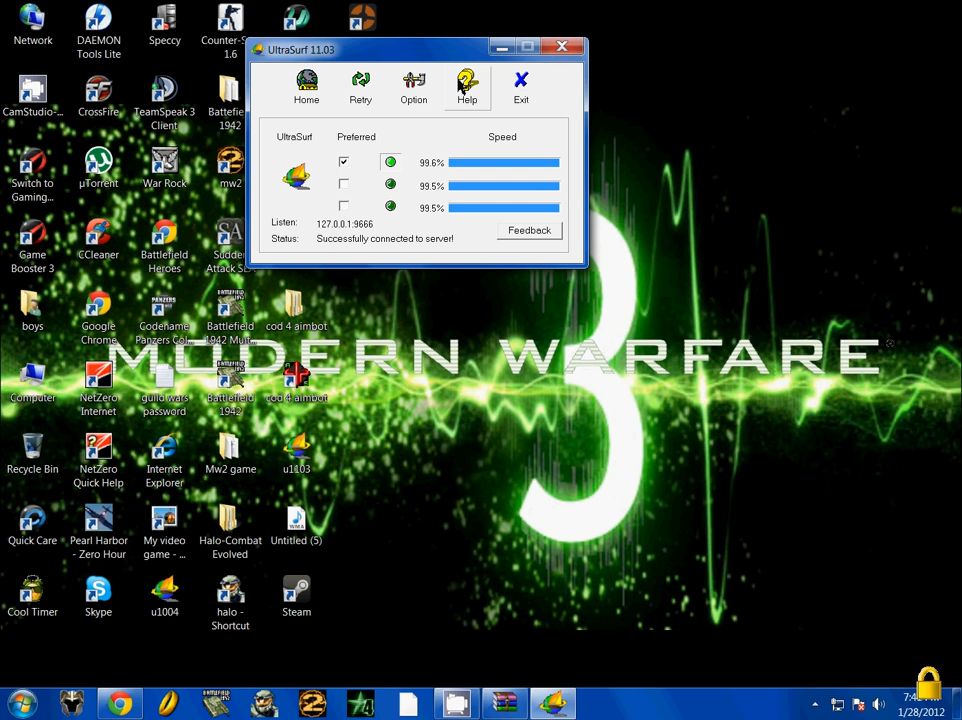 Network
DAEMON
Tools Lite
Speccy
Counter-S...
1.6
UltraSurf 11.03
Home
Retry
Option
Help
Exit
UltraSurf
Preferred
Speed
99.6%
99.5%
99.5%
Listen:
127.0.0.1:9666
Status:
Successfully connected to server!
Feedback
CamStudio-...
CrossFire
TeamSpeak 3
Client
Battlefield
1942
Switch to
Gaming...
µTorrent
War Rock
mw2
Game
Booster 3
CCleaner
Battlefield
Heroes
Sudden
Attack
boys
Google
Chrome
Codename
Panzers Col...
Battlefield
1942 Mult...
cod 4 aimbot
MODERN WARFARE
3
Computer
NetZero
Internet
guild wars
password
Battlefield
1942
cod 4 aimbot
Recycle Bin
NetZero
Quick Help
Internet
Explorer
Mw2 game
u1103
Quick Care
Pearl Harbor
- Zero Hour
My video
game - ...
Halo-Combat
Evolved
WMA
Untitled (5)
Cool Timer
Skype
u1004
halo -
Shortcut
Steam
1/28/2012